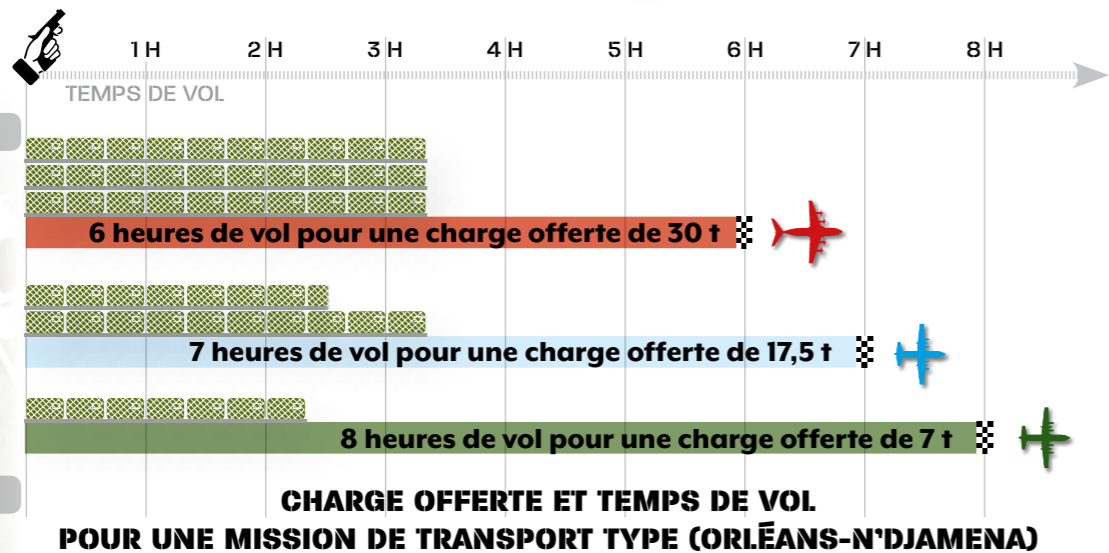 1 H 2 H 3 H 4 H 5 H 6 H 7 H 8 H
TEMPS DE VOL
6 heures de vol pour une charge offerte de 30 t
7 heures de vol pour une charge offerte de 17,5 t
8 heures de vol pour une charge offerte de 7 t
CHARGE OFFERTE ET TEMPS DE VOL
POUR UNE MISSION DE TRANSPORT TYPE (ORLÉANS-N'DJAMENA)